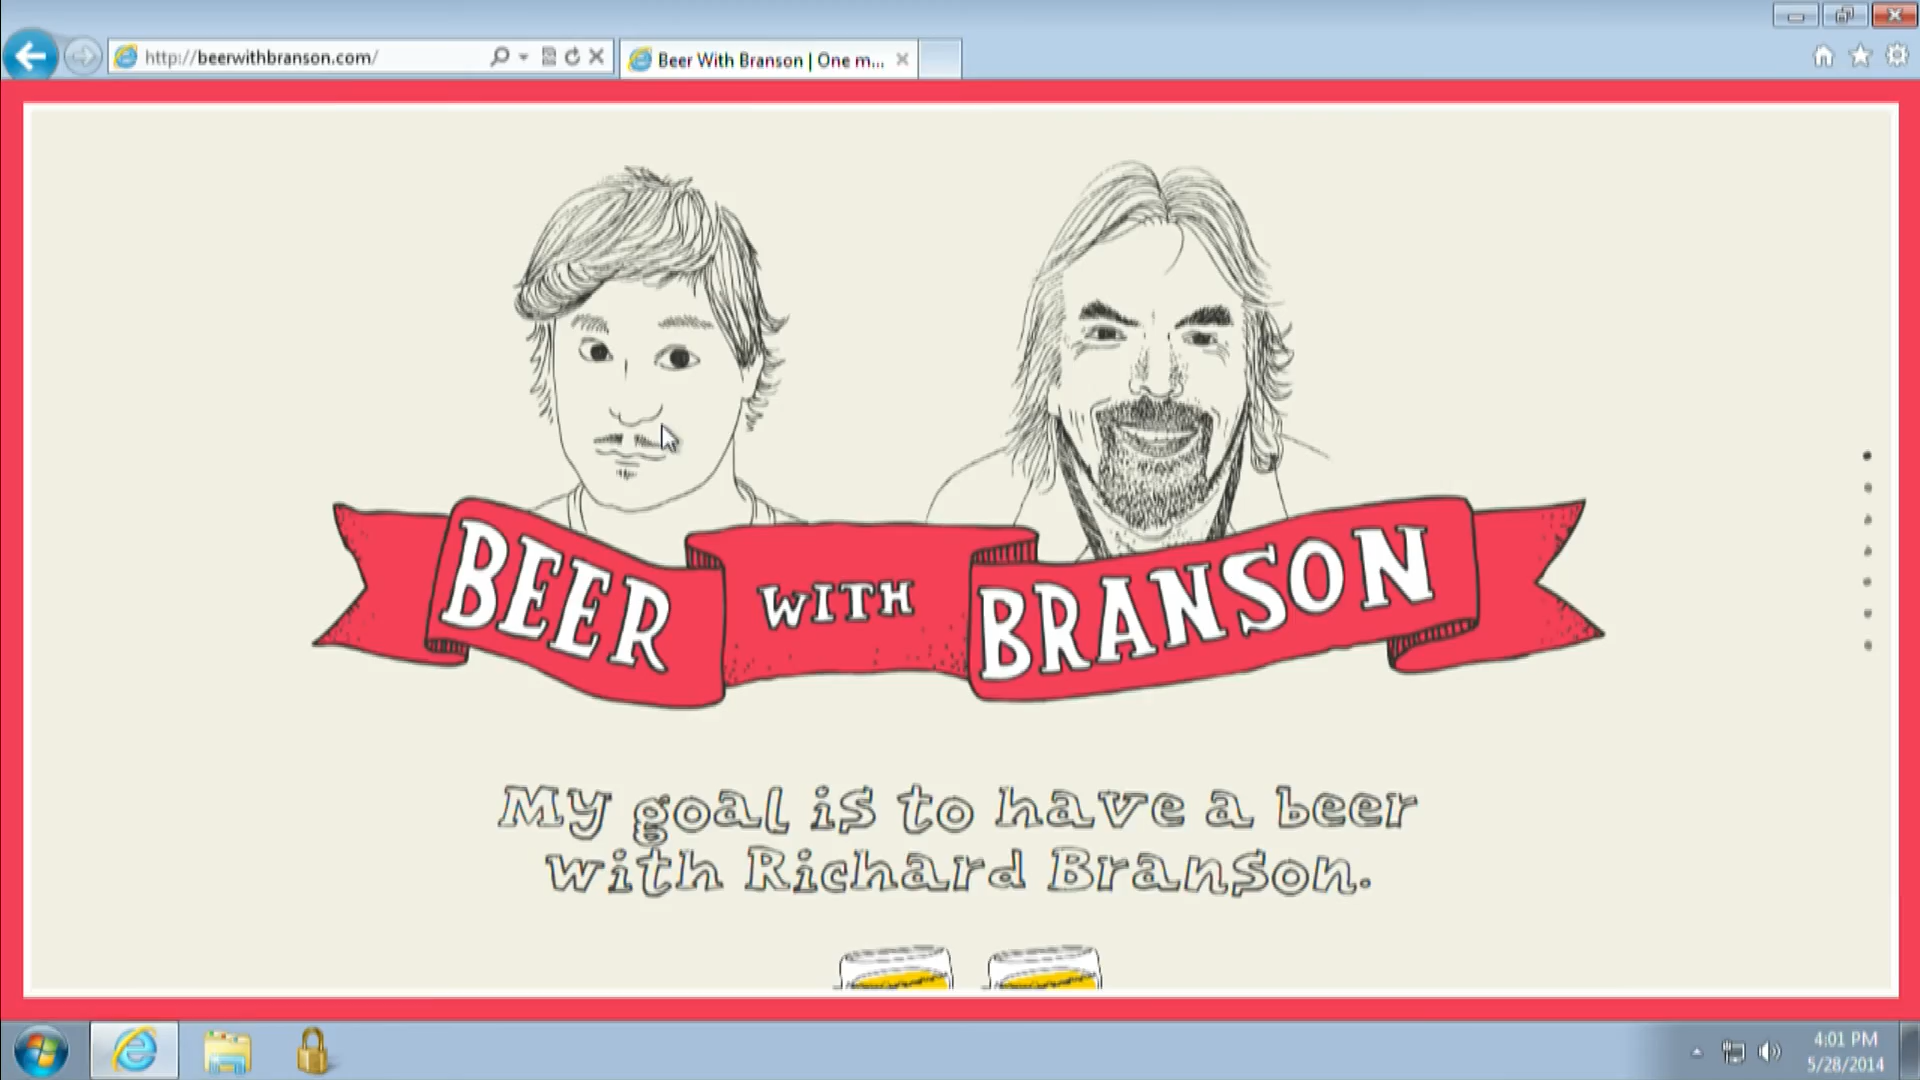 http://beerwithbranson.com/
Beer With Branson | One m...
BEER WITH BRANSON
My goal is to have a beer
with Richard Branson.
4:01 PM
5/28/2014